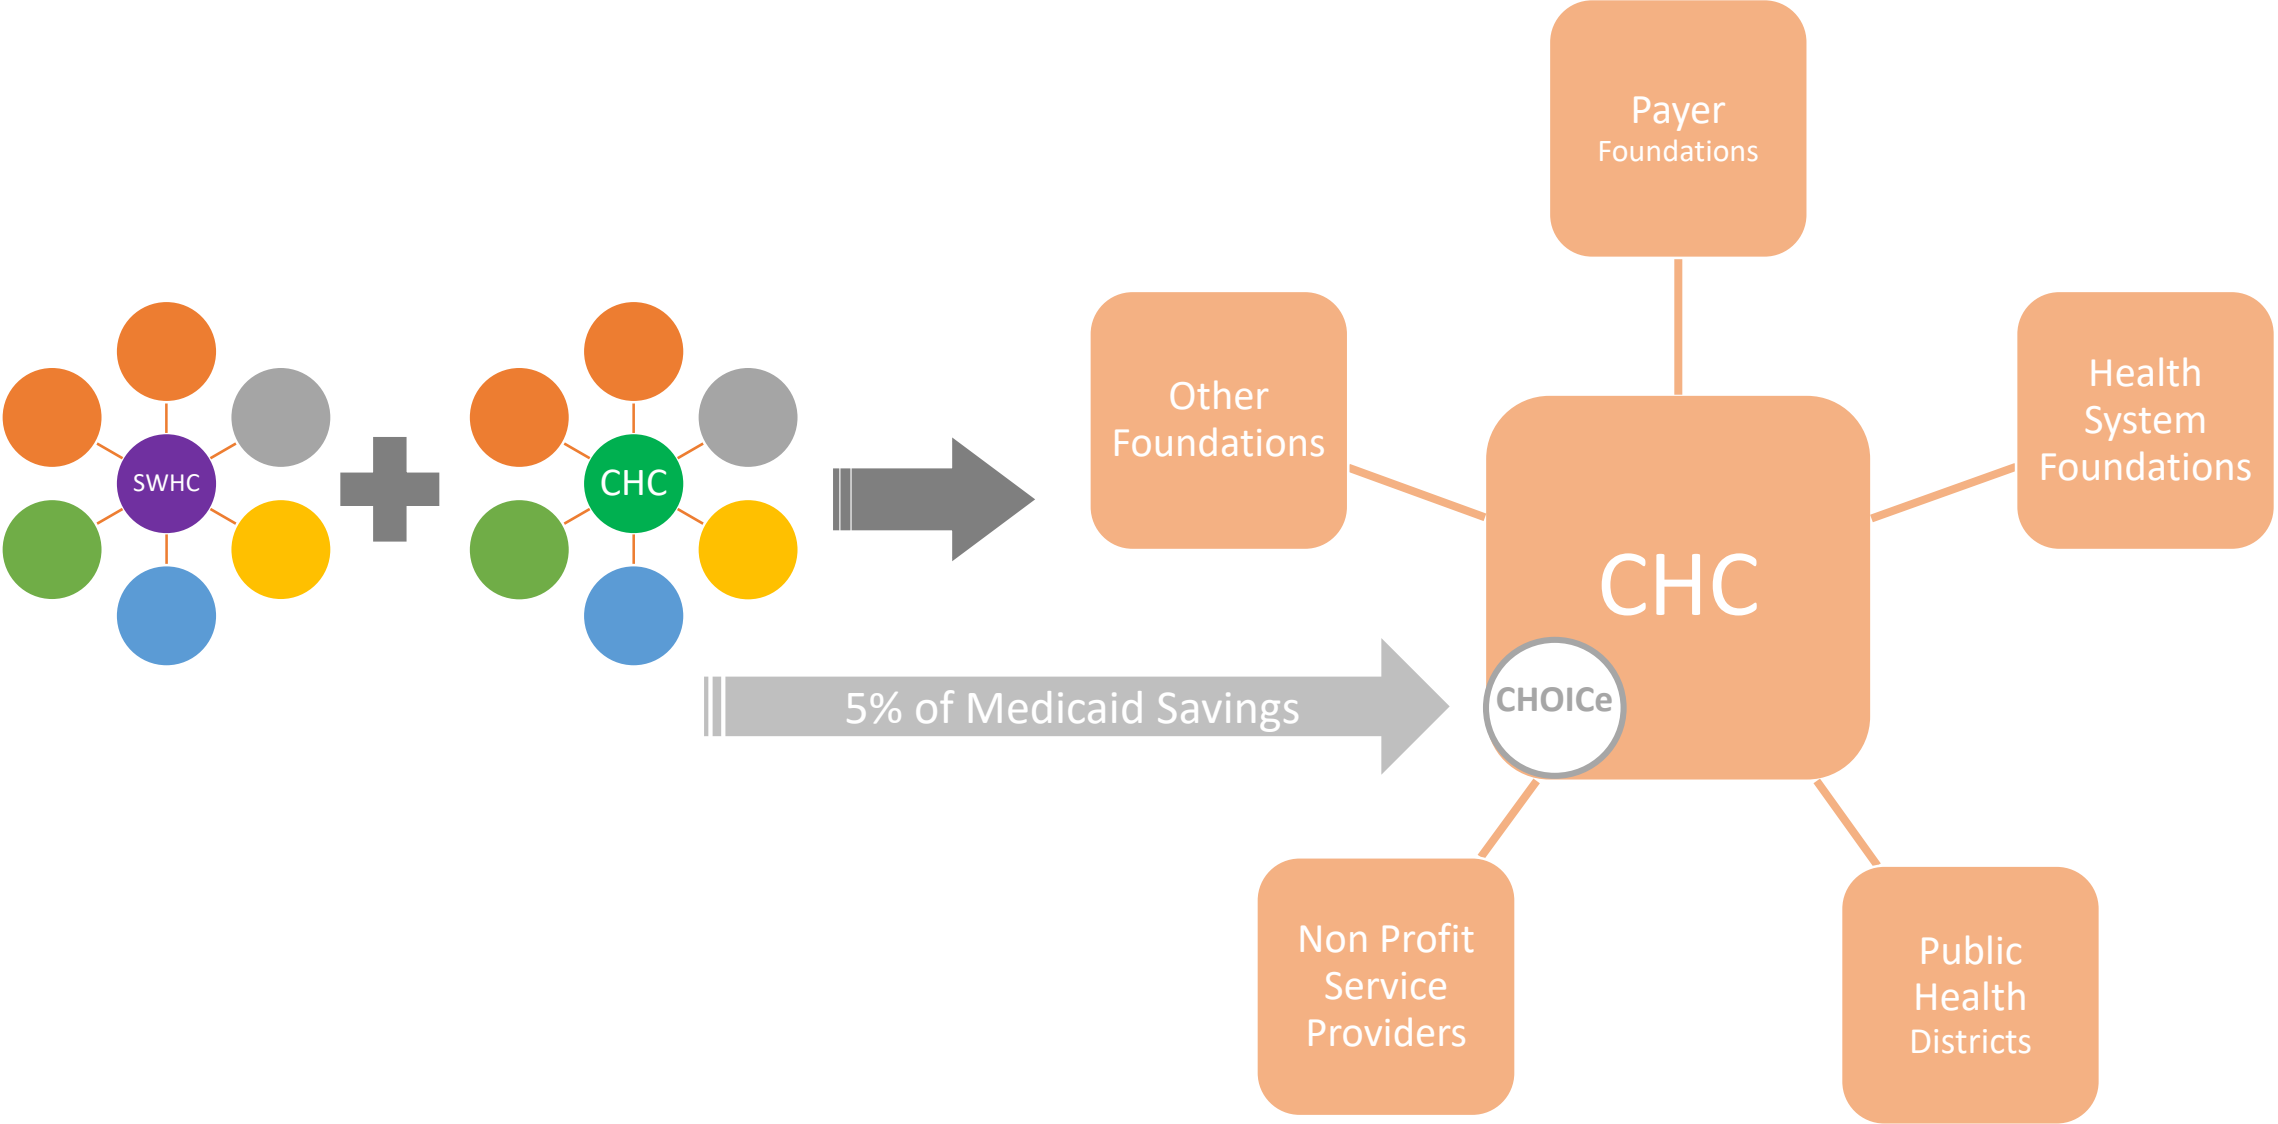 SWHC
CHC
5% of Medicaid Savings
Payer
Foundations
Other
Foundations
Health
System
Foundations
CHC
CHOICe
Non Profit
Service
Providers
Public
Health
Districts